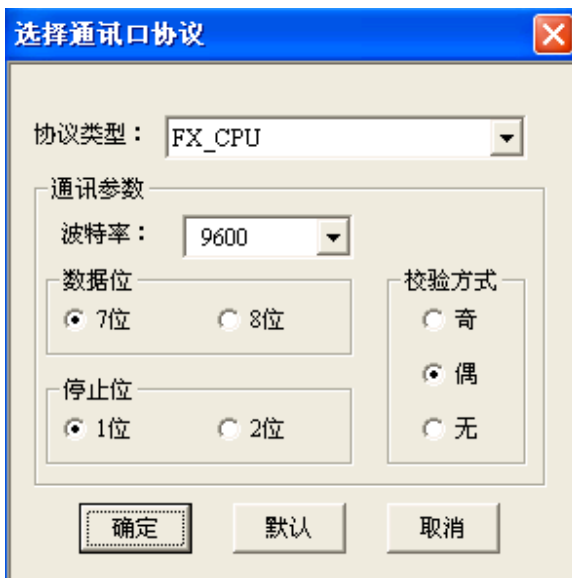 选择通讯口协议
协议类型： FX_CPU
通讯参数
波特率： 9600
数据位
7位 8位
停止位
1位 2位
校验方式
奇
偶
无
确定 默认 取消